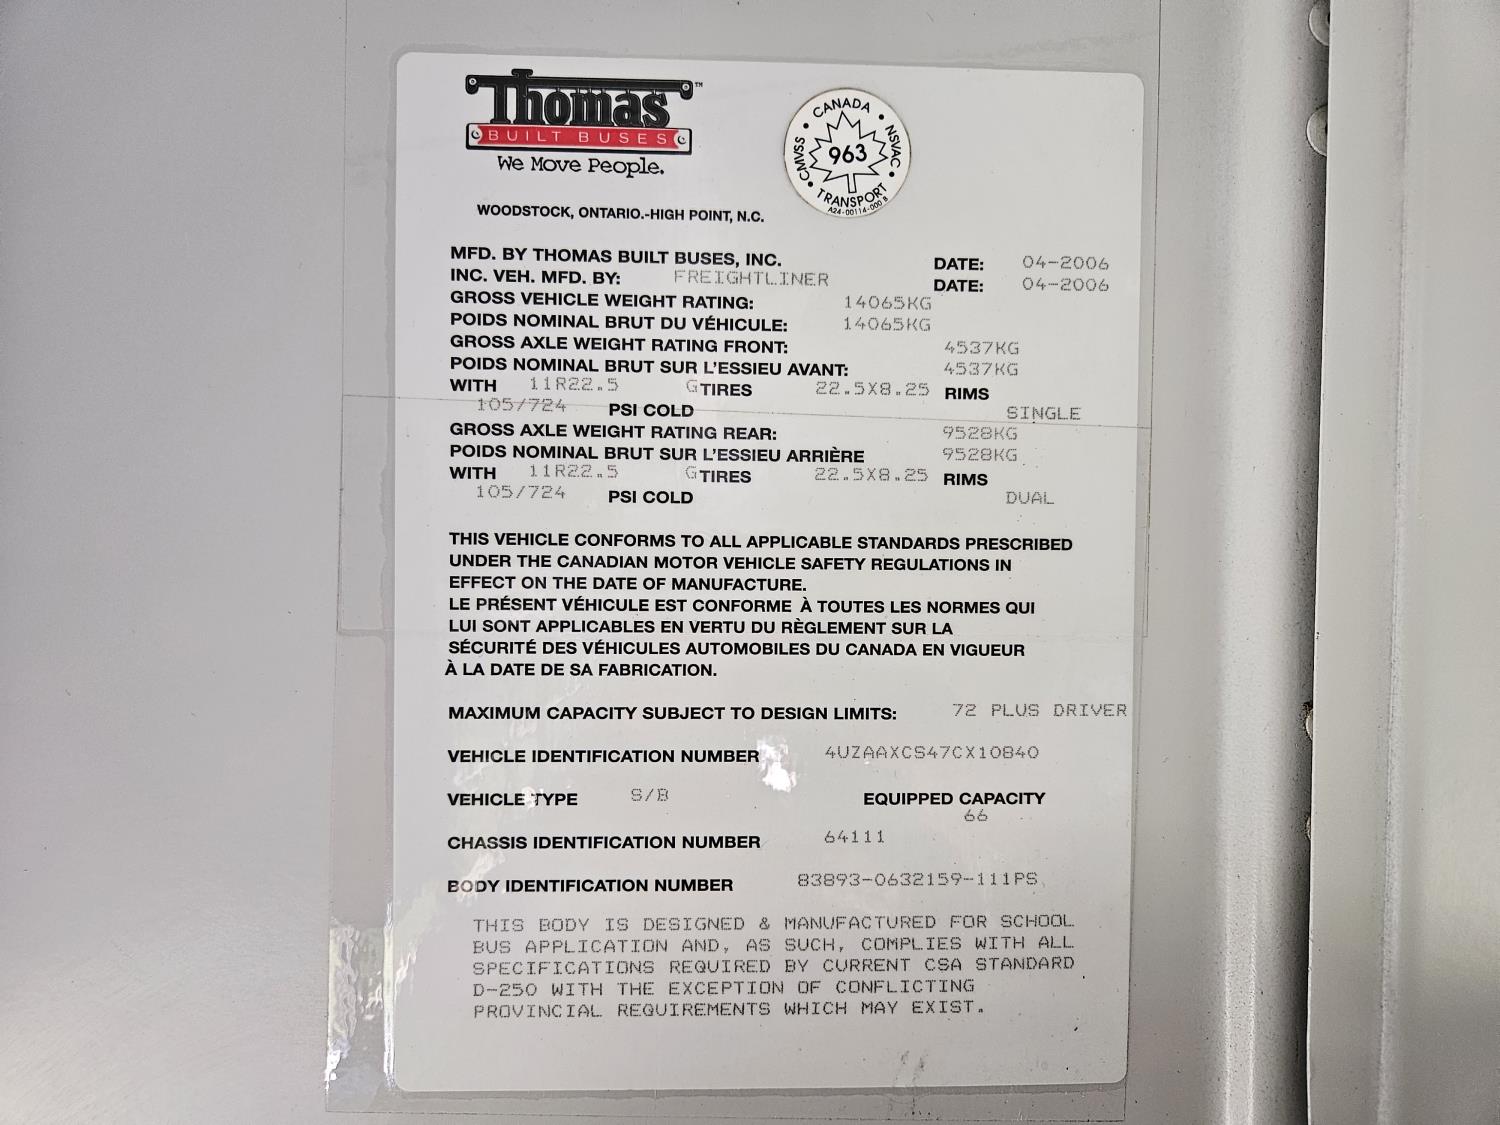 Thomas™
BUILT BUSES
We Move People.
CANADA
CMVSS 963 NSVAC
TRANSPORT
A24-00114-000 B
WOODSTOCK, ONTARIO.-HIGH POINT, N.C.
MFD. BY THOMAS BUILT BUSES, INC. DATE: 04-2006
INC. VEH. MFD. BY: FREIGHTLINER DATE: 04-2006
GROSS VEHICLE WEIGHT RATING: 14065KG
POIDS NOMINAL BRUT DU VÉHICULE: 14065KG
GROSS AXLE WEIGHT RATING FRONT: 4537KG
POIDS NOMINAL BRUT SUR L'ESSIEU AVANT: 4537KG
WITH 11R22.5 G TIRES 22.5X8.25 RIMS
105/724 PSI COLD SINGLE
GROSS AXLE WEIGHT RATING REAR: 9528KG
POIDS NOMINAL BRUT SUR L'ESSIEU ARRIÈRE 9528KG
WITH 11R22.5 G TIRES 22.5X8.25 RIMS
105/724 PSI COLD DUAL
THIS VEHICLE CONFORMS TO ALL APPLICABLE STANDARDS PRESCRIBED
UNDER THE CANADIAN MOTOR VEHICLE SAFETY REGULATIONS IN
EFFECT ON THE DATE OF MANUFACTURE.
LE PRÉSENT VÉHICULE EST CONFORME À TOUTES LES NORMES QUI
LUI SONT APPLICABLES EN VERTU DU RÈGLEMENT SUR LA
SÉCURITÉ DES VÉHICULES AUTOMOBILES DU CANADA EN VIGUEUR
À LA DATE DE SA FABRICATION.
MAXIMUM CAPACITY SUBJECT TO DESIGN LIMITS: 72 PLUS DRIVER
VEHICLE IDENTIFICATION NUMBER 4UZAAXCS47CX10840
VEHICLE TYPE S/B EQUIPPED CAPACITY
66
CHASSIS IDENTIFICATION NUMBER 64111
BODY IDENTIFICATION NUMBER 83893-0632159-111PS
THIS BODY IS DESIGNED & MANUFACTURED FOR SCHOOL
BUS APPLICATION AND, AS SUCH, COMPLIES WITH ALL
SPECIFICATIONS REQUIRED BY CURRENT CSA STANDARD
D-250 WITH THE EXCEPTION OF CONFLICTING
PROVINCIAL REQUIREMENTS WHICH MAY EXIST.